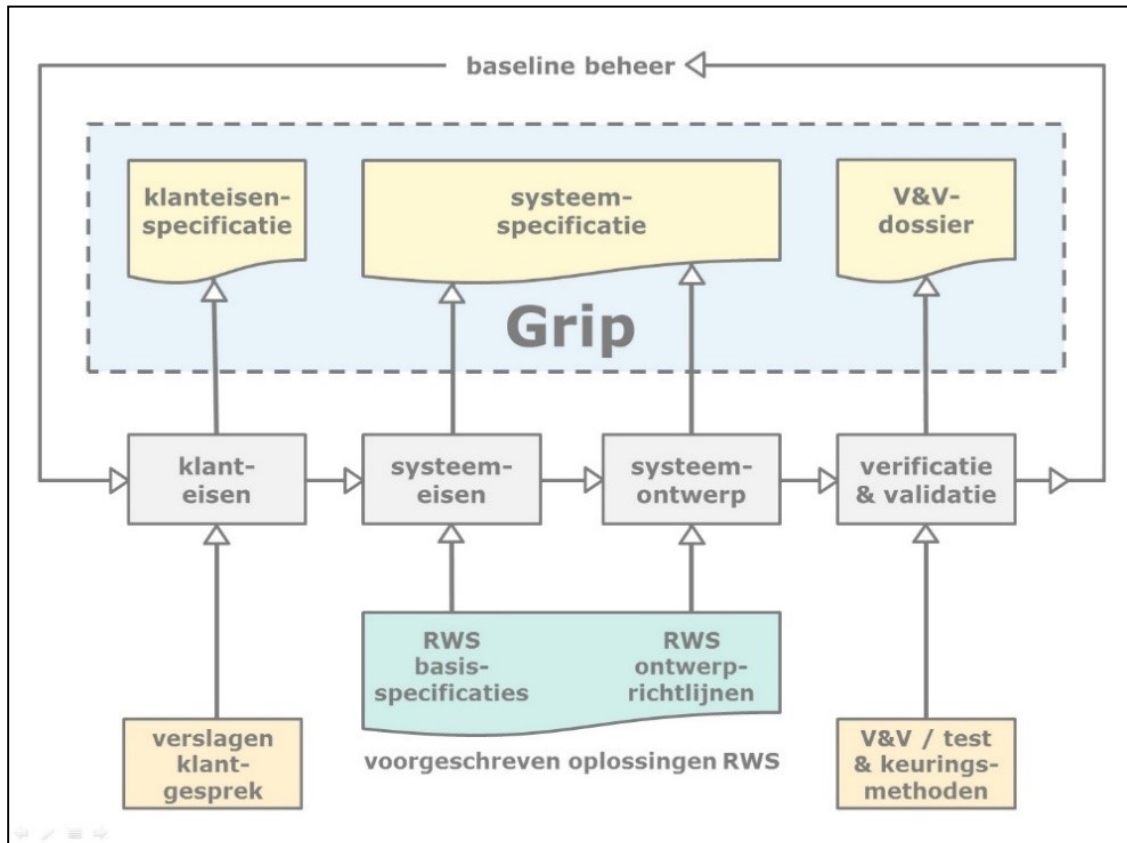 baseline beheer
klanteisen-
specificatie
systeem-
specificatie
V&V-
dossier
Grip
klant-
eisen
systeem-
eisen
systeem-
ontwerp
verificatie
& validatie
RWS
basis-
specificaties
RWS
ontwerp-
richtlijnen
verslagen
klant-
gesprek
voorgeschreven oplossingen RWS
V&V / test
& keurings-
methoden